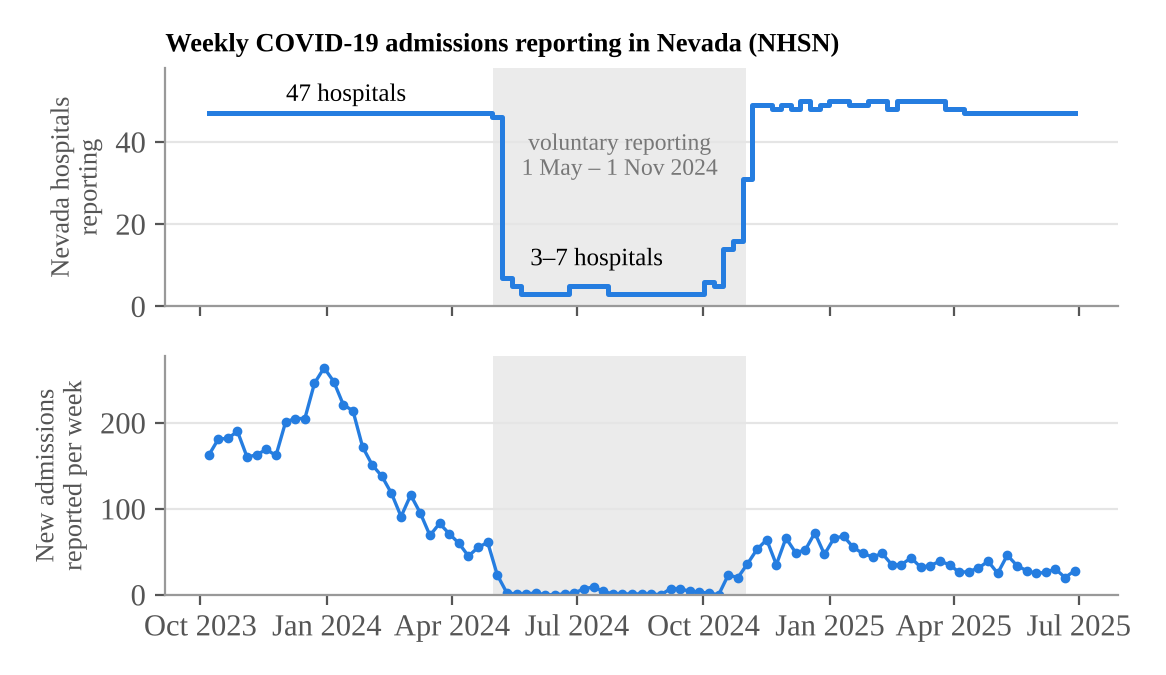 Weekly COVID-19 admissions reporting in Nevada (NHSN)
Nevada hospitals
reporting
40
20
0
47 hospitals
voluntary reporting
1 May – 1 Nov 2024
3–7 hospitals
New admissions
reported per week
200
100
0
Oct 2023 Jan 2024 Apr 2024 Jul 2024 Oct 2024 Jan 2025 Apr 2025 Jul 2025